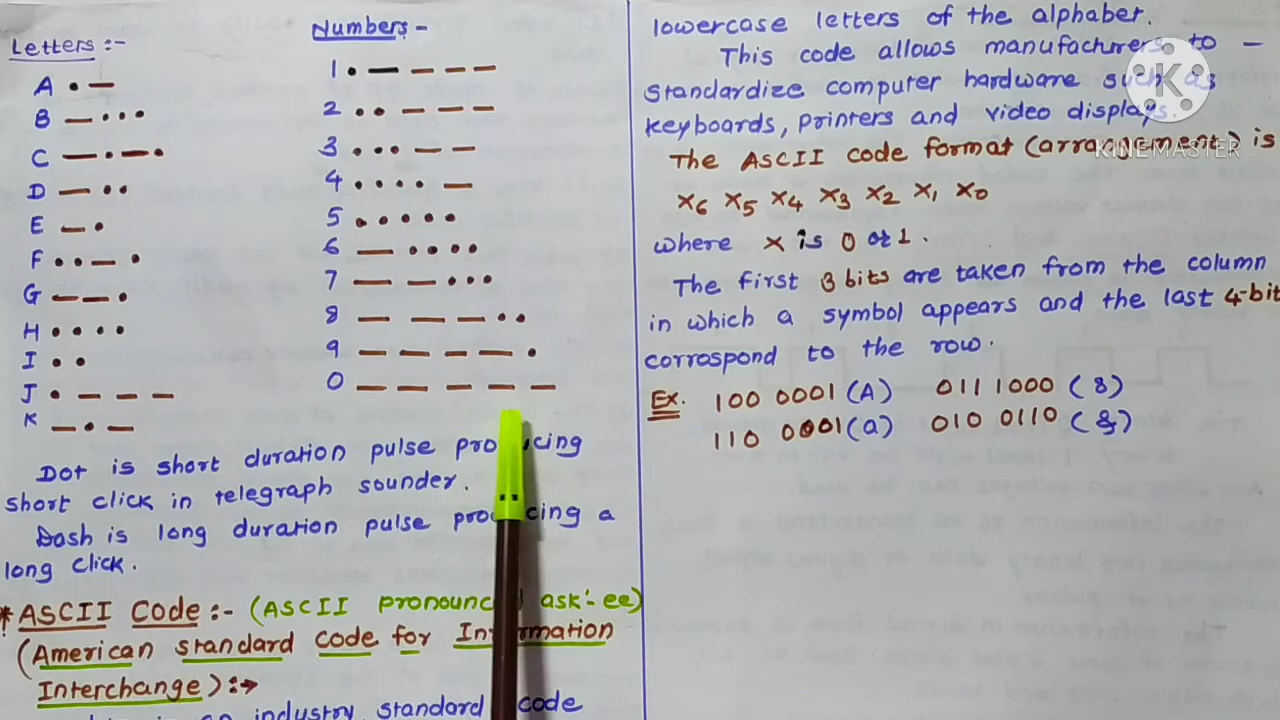 Letters :-
A • —
B — • • •
C — • — •
D — • •
E — •
F • • — •
G — — •
H • • • •
I • •
J • — — —
K — • —
Numbers :-
1 • — — — —
2 • • — — —
3 • • • — —
4 • • • • —
5 • • • • •
6 — • • • •
7 — — • • •
8 — — — • •
9 — — — — •
0 — — — — —
Dot is short duration pulse producing
short click in telegraph sounder.
Dash is long duration pulse producing a
long click.
* ASCII Code :- (ASCII pronounc ask'-ee)
(American standard Code for Information
Interchange) :→
industry standard code
lowercase letters of the alphaber.
This code allows manufacturers to -
standardize computer hardware such as
keyboards, printers and video displays.
The ASCII code format (arrangement) is
X6 X5 X4 X3 X2 X1 X0
where X is 0 or 1.
The first 3 bits are taken from the column
in which a symbol appears and the last 4-bit
correspond to the row.
Ex. 100 0001 (A) 011 1000 (8)
110 0001 (a) 010 0110 (&)
KINEMASTER